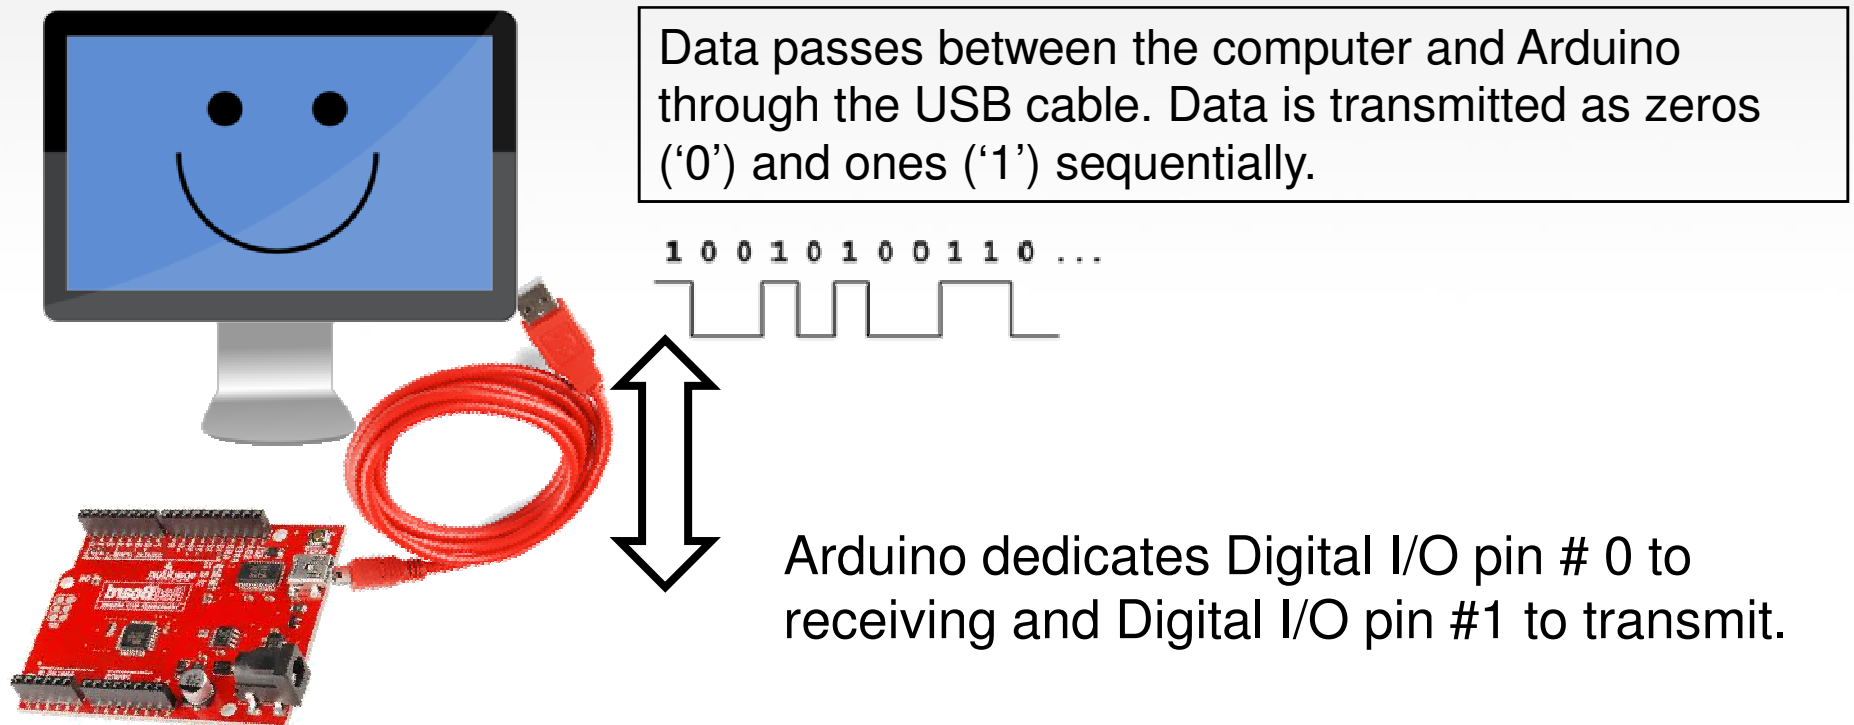 Data passes between the computer and Arduino
through the USB cable. Data is transmitted as zeros
(‘0’) and ones (‘1’) sequentially.
1 0 0 1 0 1 0 0 1 1 0 ...
Arduino dedicates Digital I/O pin # 0 to
receiving and Digital I/O pin #1 to transmit.